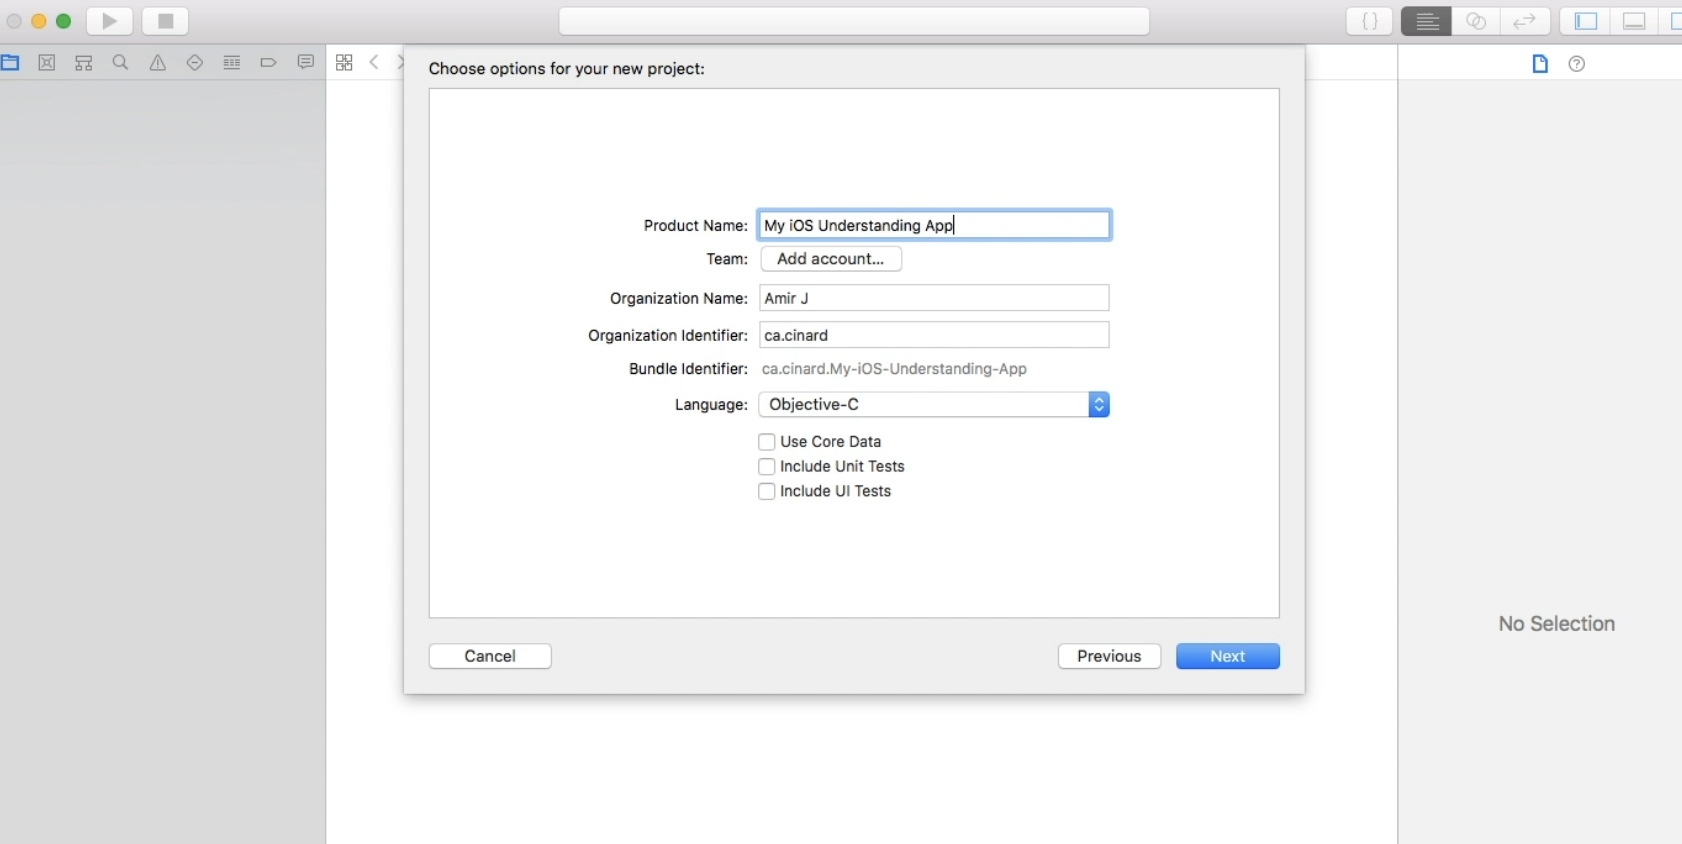 Choose options for your new project:
Product Name: My iOS Understanding App
Team: Add account...
Organization Name: Amir J
Organization Identifier: ca.cinard
Bundle Identifier: ca.cinard.My-iOS-Understanding-App
Language: Objective-C
Use Core Data
Include Unit Tests
Include UI Tests
No Selection
Cancel Previous Next